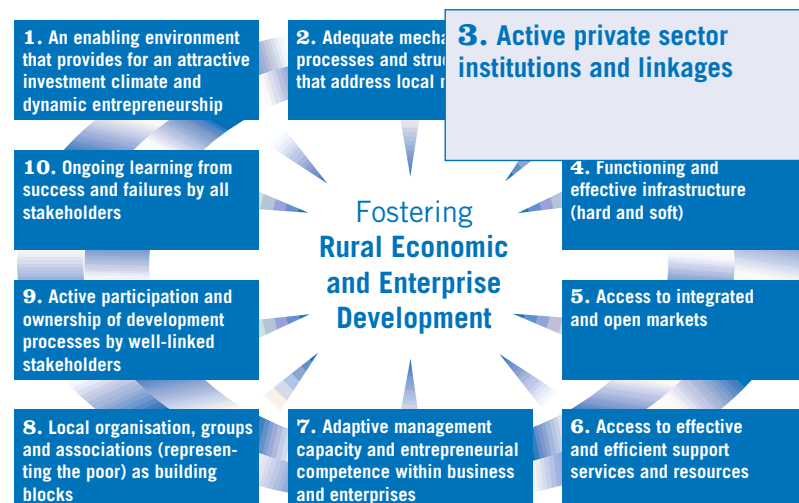 1. An enabling environment
that provides for an attractive
investment climate and
dynamic entrepreneurship
2. Adequate
processes and
that address local
3. Active private sector
institutions and linkages
10. Ongoing learning from
success and failures by all
stakeholders
4. Functioning and
effective infrastructure
(hard and soft)
Fostering
Rural Economic
and Enterprise
Development
9. Active participation and
ownership of development
processes by well-linked
stakeholders
5. Access to integrated
and open markets
8. Local organisation, groups
and associations (represen-
ting the poor) as building
blocks
7. Adaptive management
capacity and entrepreneurial
competence within business
and enterprises
6. Access to effective
and efficient support
services and resources